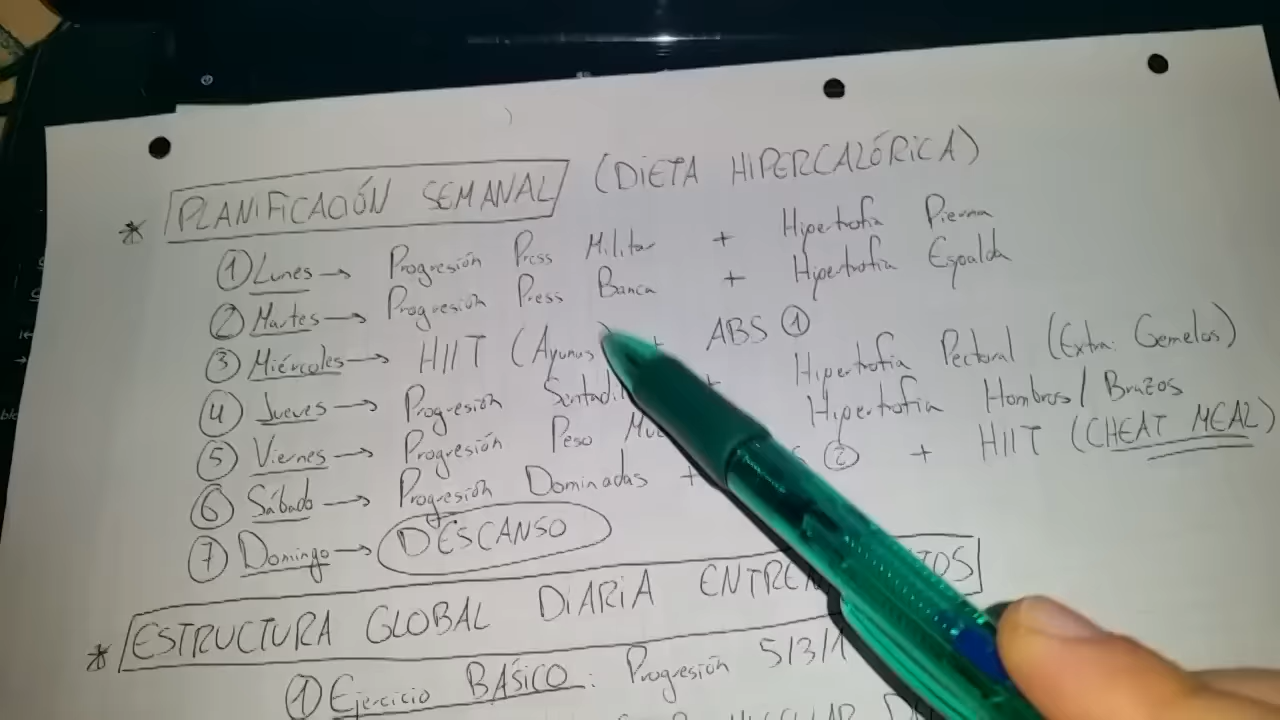 * PLANIFICACIÓN SEMANAL (DIETA HIPERCALÓRICA)
① Lunes → Progresión Press Militar + Hipertrofia Pierna
② Martes → Progresión Press Banca + Hipertrofia Espalda
③ Miércoles → HIIT (Ayunas) + ABS ①
④ Jueves → Progresión + Hipertrofia Pectoral (Extra: Gemelos)
⑤ Viernes → Progresión Peso Hipertrofia Hombros/Brazos
⑥ Sábado → Progresión Dominadas + ② + HIIT (CHEAT MEAL)
⑦ Domingo → DESCANSO
* ESTRUCTURA GLOBAL DIARIA
① Ejercicio BÁSICO: Progresión 5/3/1